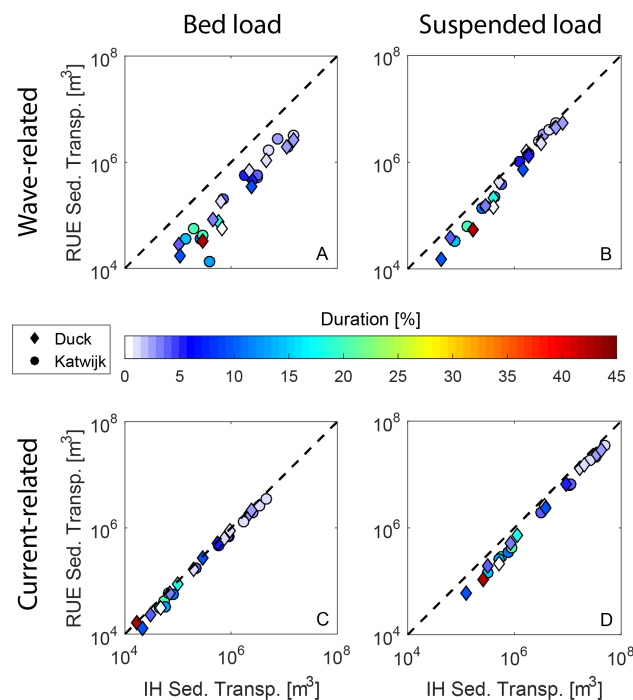 Bed load
Suspended load
Wave-related
RUE Sed. Transp. [m³]
10⁸
10⁶
10⁴
A
10⁸
10⁶
10⁴
B
Duration [%]
Duck
Katwijk
0 5 10 15 20 25 30 35 40 45
Current-related
RUE Sed. Transp. [m³]
10⁸
10⁶
10⁴
C
10⁴ 10⁶ 10⁸
IH Sed. Transp. [m³]
10⁸
10⁶
10⁴
D
10⁴ 10⁶ 10⁸
IH Sed. Transp. [m³]